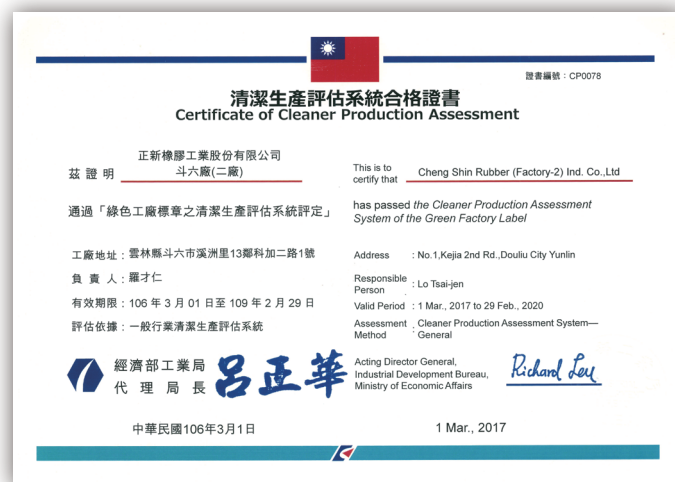 證書編號：CP0078
清潔生產評估系統合格證書
Certificate of Cleaner Production Assessment
茲證明
正新橡膠工業股份有限公司
斗六廠(二廠)
通過「綠色工廠標章之清潔生產評估系統評定」
工廠地址：雲林縣斗六市溪洲里13鄰科加二路1號
負責人：羅才仁
有效期限：106 年 3 月 01 日至 109 年 2 月 29 日
評估依據：一般行業清潔生產評估系統
經濟部工業局
代理局長
呂正華
中華民國106年3月1日
This is to
certify that
Cheng Shin Rubber (Factory-2) Ind. Co.,Ltd
has passed the Cleaner Production Assessment
System of the Green Factory Label
Address : No.1,Kejia 2nd Rd.,Douliu City Yunlin
Responsible
Person : Lo Tsai-jen
Valid Period : 1 Mar., 2017 to 29 Feb., 2020
Assessment : Cleaner Production Assessment System—
Method General
Acting Director General,
Industrial Development Bureau,
Ministry of Economic Affairs
Richard Leu
1 Mar., 2017